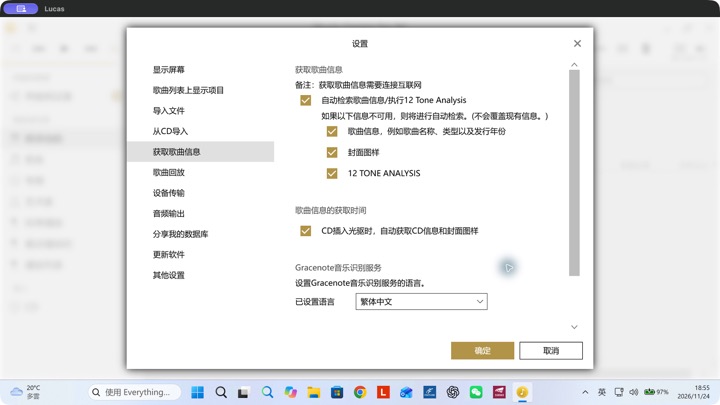 Lucas
设置
显示屏幕
歌曲列表上显示项目
导入文件
从CD导入
获取歌曲信息
歌曲回放
设备传输
音频输出
分享我的数据库
更新软件
其他设置
获取歌曲信息
备注: 获取歌曲信息需要连接互联网
自动检索歌曲信息/执行12 Tone Analysis
如果以下信息不可用，则将进行自动检索。(不会覆盖现有信息。)
歌曲信息，例如歌曲名称、类型以及发行年份
封面图样
12 TONE ANALYSIS
歌曲信息的获取时间
CD插入光驱时，自动获取CD信息和封面图样
Gracenote音乐识别服务
设置Gracenote音乐识别服务的语言。
已设置语言
繁体中文
确定
取消
20°C
多雲
使用 Everything...
英
97%
18:55
2026/11/24